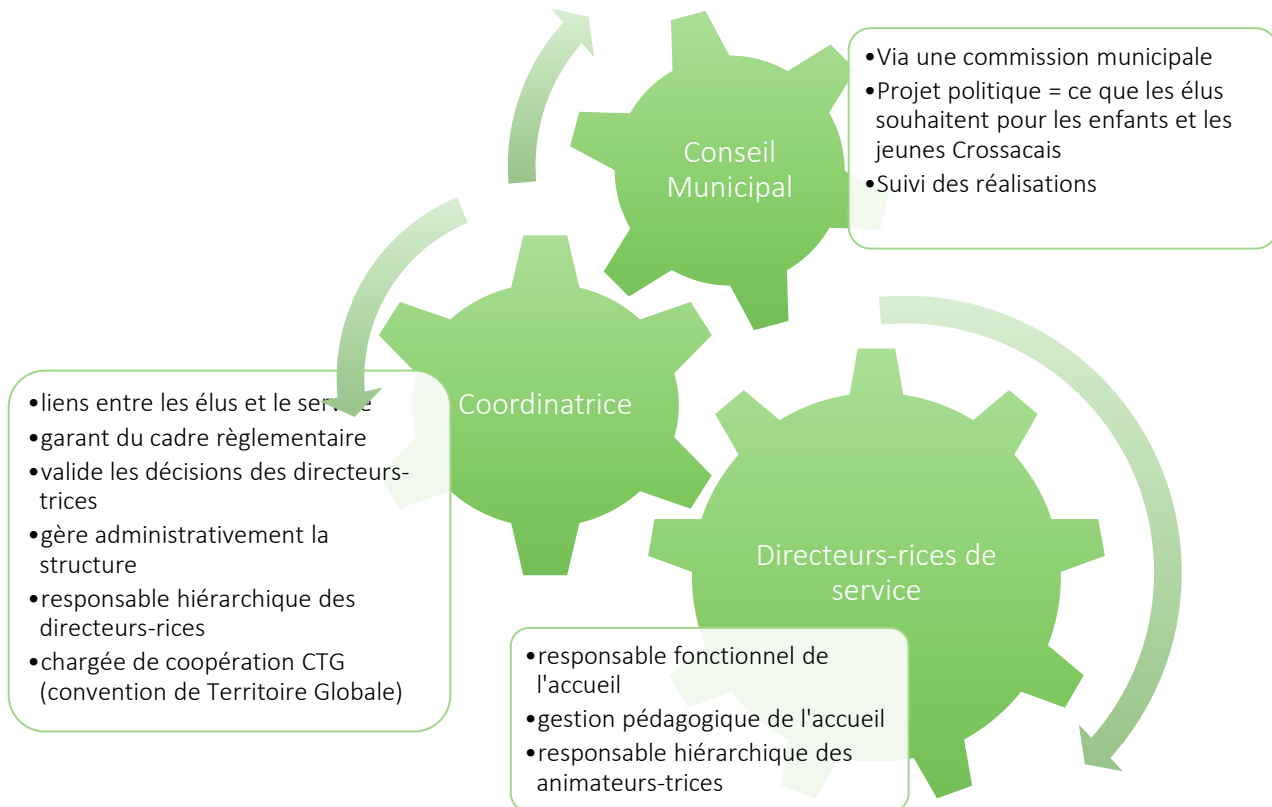 •Via une commission municipale
•Projet politique = ce que les élus
souhaitent pour les enfants et les
jeunes Crossacais
•Suivi des réalisations
Conseil
Municipal
Coordinatrice
•liens entre les élus et le service
•garant du cadre règlementaire
•valide les décisions des directeurs-
trices
•gère administrativement la
structure
•responsable hiérarchique des
directeurs-rices
•chargée de coopération CTG
(convention de Territoire Globale)
Directeurs-rices de
service
•responsable fonctionnel de
l'accueil
•gestion pédagogique de l'accueil
•responsable hiérarchique des
animateurs-trices